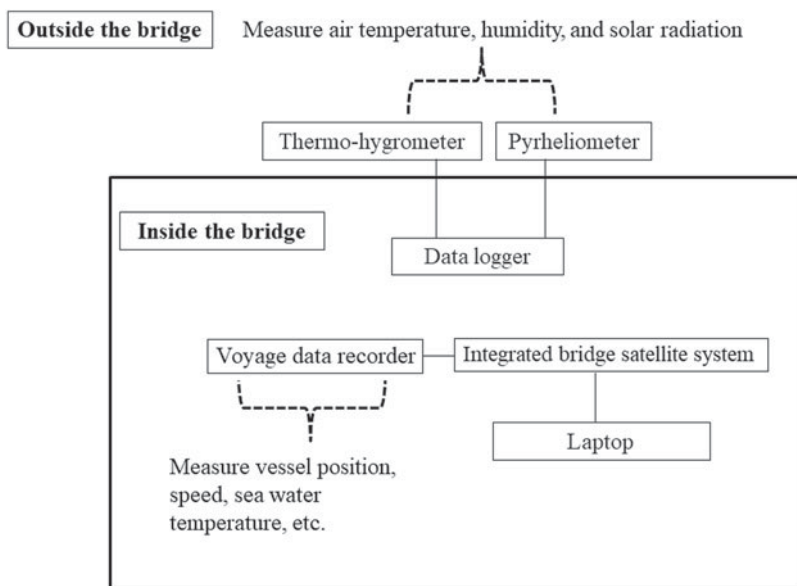 Outside the bridge
Measure air temperature, humidity, and solar radiation
Thermo-hygrometer
Pyrheliometer
Inside the bridge
Data logger
Voyage data recorder
Integrated bridge satellite system
Laptop
Measure vessel position,
speed, sea water
temperature, etc.